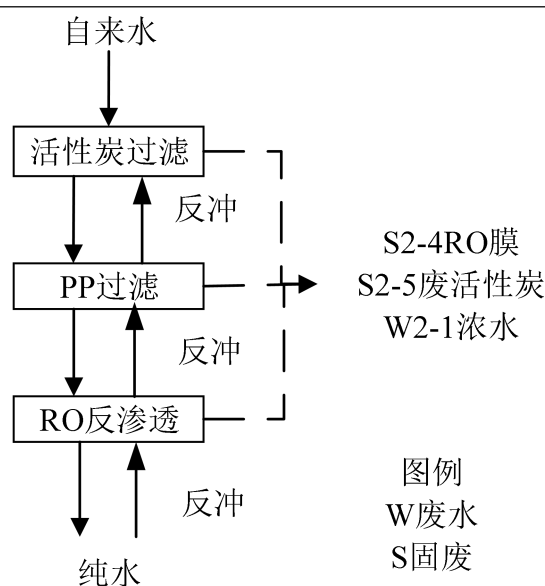 自来水
活性炭过滤
反冲
PP过滤
反冲
RO反渗透
反冲
纯水
S2-4RO膜
S2-5废活性炭
W2-1浓水
图例
W废水
S固废